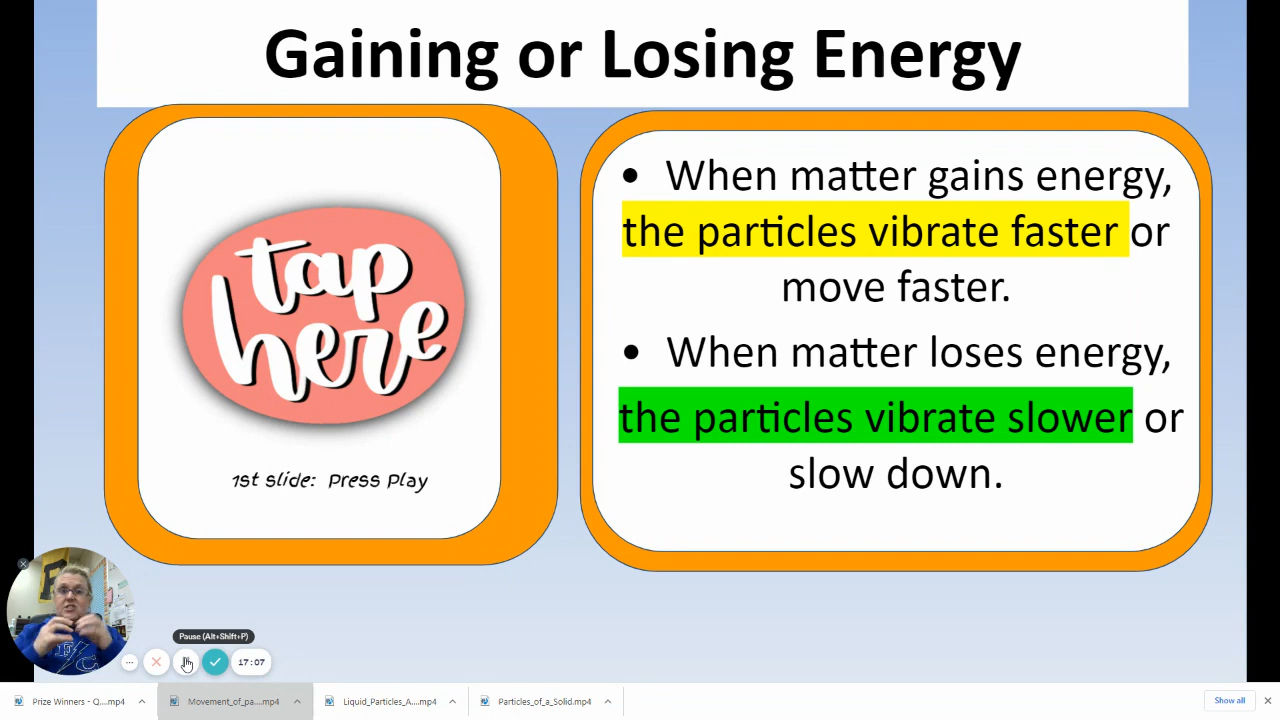 Gaining or Losing Energy
tap
here
1st slide: Press Play
• When matter gains energy,
the particles vibrate faster or
move faster.
• When matter loses energy,
the particles vibrate slower or
slow down.
Pause (Alt+Shift+P)
17:07
Prize Winners - Q....mp4
Movement_of_pa....mp4
Liquid_Particles_A....mp4
Particles_of_a_Solid.mp4
Show all